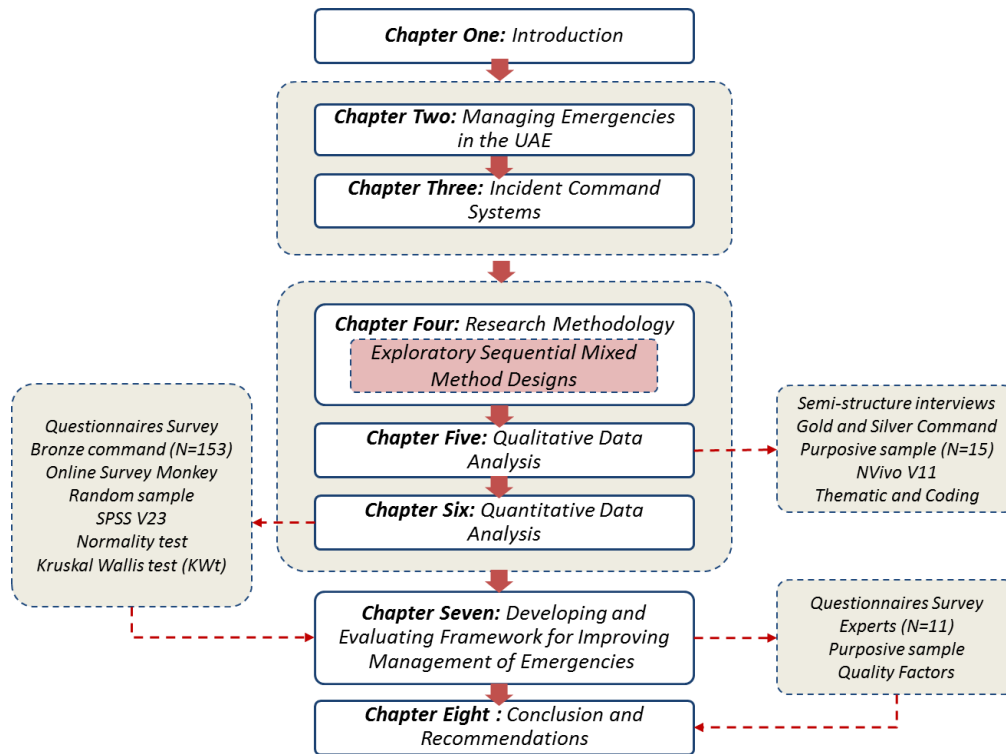 Chapter One: Introduction
Chapter Two: Managing Emergencies
in the UAE
Chapter Three: Incident Command
Systems
Chapter Four: Research Methodology
Exploratory Sequential Mixed
Method Designs
Chapter Five: Qualitative Data
Analysis
Semi-structure interviews
Gold and Silver Command
Purposive sample (N=15)
NVivo V11
Thematic and Coding
Chapter Six: Quantitative Data
Analysis
Questionnaires Survey
Bronze command (N=153)
Online Survey Monkey
Random sample
SPSS V23
Normality test
Kruskal Wallis test (KWt)
Chapter Seven: Developing and
Evaluating Framework for Improving
Management of Emergencies
Questionnaires Survey
Experts (N=11)
Purposive sample
Quality Factors
Chapter Eight : Conclusion and
Recommendations